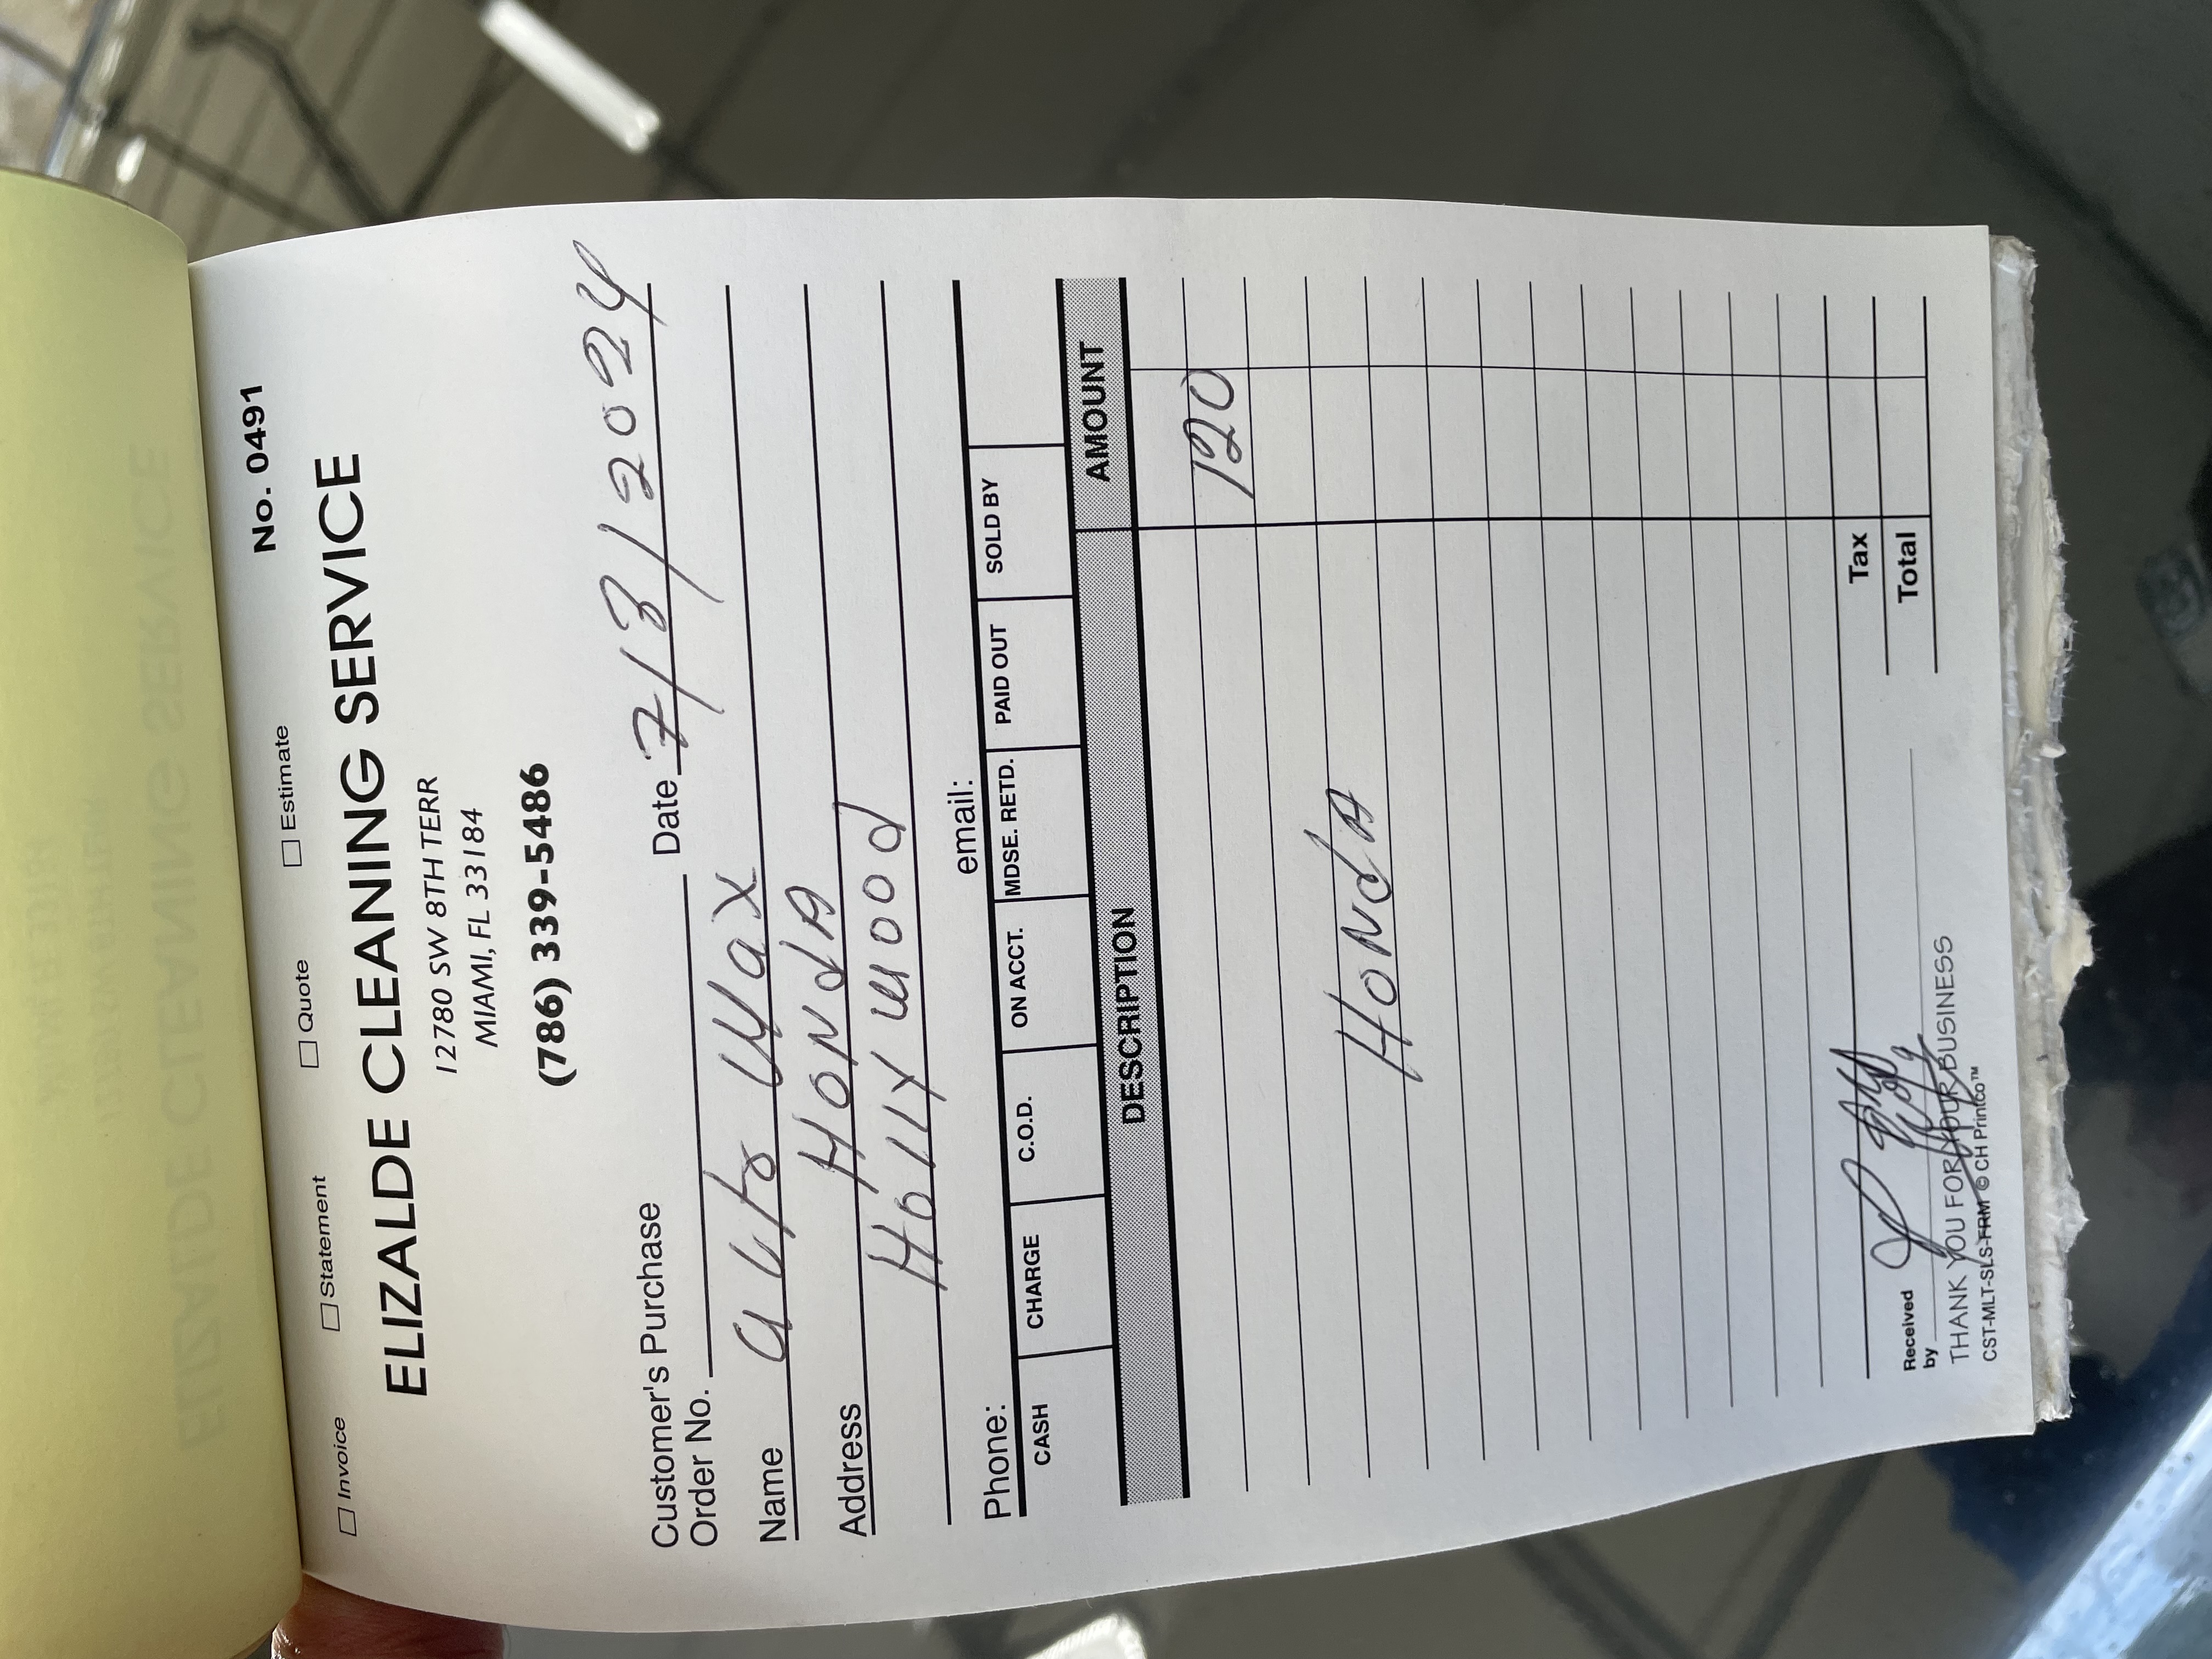 ☐ Invoice ☐ Statement ☐ Quote ☐ Estimate No. 0491
ELIZALDE CLEANING SERVICE
12780 SW 8TH TERR
MIAMI, FL 33184
(786) 339-5486
Customer's Purchase
Order No. Date 7/3/2024
Name Auto Wax
Address HONdA
Hollywood
Phone: email:
CASH CHARGE C.O.D. ON ACCT. MDSE. RETD. PAID OUT SOLD BY
DESCRIPTION AMOUNT
120
HONdA
Tax
Total
Received
by
THANK YOU FOR YOUR BUSINESS
CST-MLT-SLS-FRM © CH Printco™